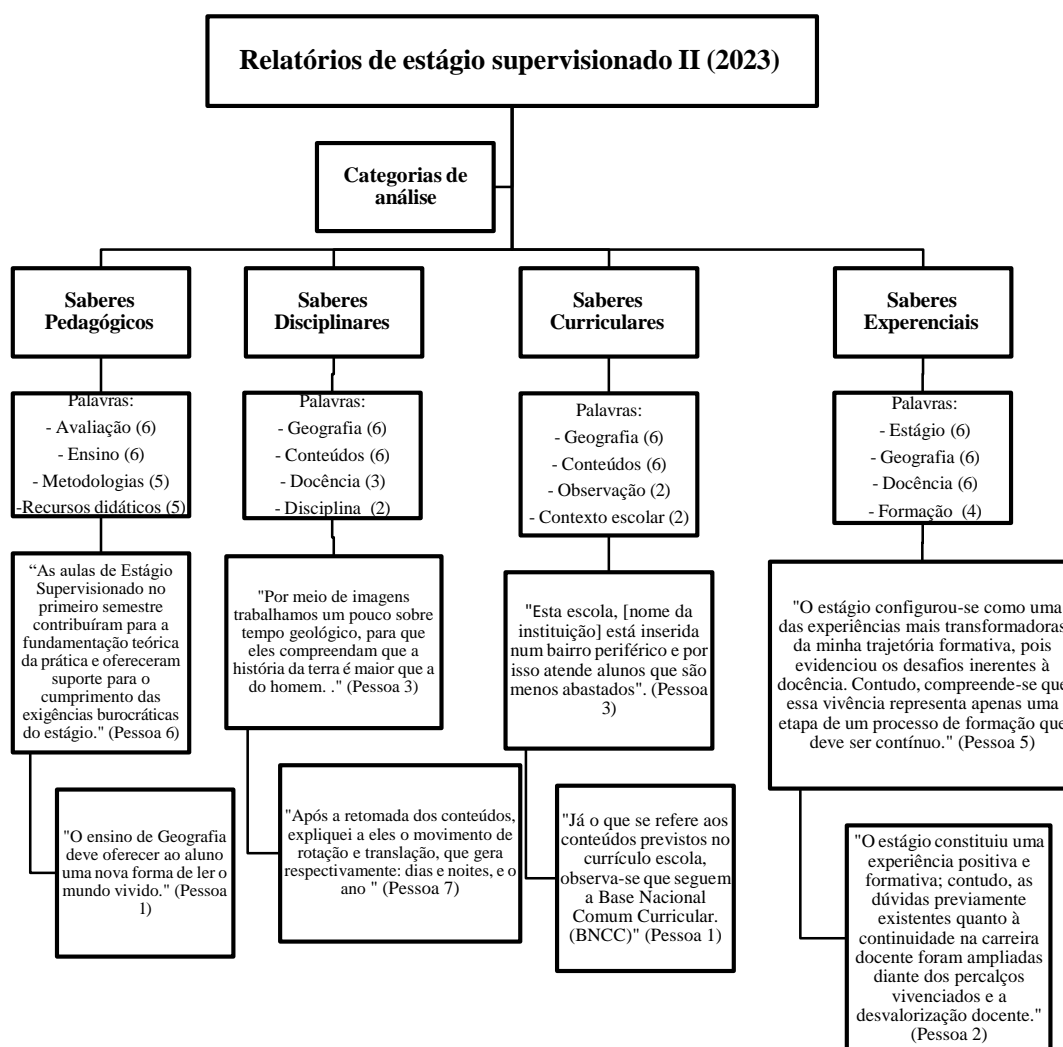 Relatórios de estágio supervisionado II (2023)
Categorias de
análise
Saberes
Pedagógicos
Saberes
Disciplinares
Saberes
Curriculares
Saberes
Experenciais
Palavras:
- Avaliação (6)
- Ensino (6)
- Metodologias (5)
-Recursos didáticos (5)
Palavras:
- Geografia (6)
- Conteúdos (6)
- Docência (3)
- Disciplina (2)
Palavras:
- Geografia (6)
- Conteúdos (6)
- Observação (2)
- Contexto escolar (2)
Palavras:
- Estágio (6)
- Geografia (6)
- Docência (6)
- Formação (4)
“As aulas de Estágio
Supervisionado no
primeiro semestre
contribuíram para a
fundamentação teórica
da prática e ofereceram
suporte para o
cumprimento das
exigências burocráticas
do estágio." (Pessoa 6)
"Por meio de imagens
trabalhamos um pouco sobre
tempo geológico, para que
eles compreendam que a
história da terra é maior que a
do homem. ." (Pessoa 3)
"Esta escola, [nome da
instituição] está inserida
num bairro periférico e por
isso atende alunos que são
menos abastados". (Pessoa
3)
"O estágio configurou-se como uma
das experiências mais transformadoras
da minha trajetória formativa, pois
evidenciou os desafios inerentes à
docência. Contudo, compreende-se que
essa vivência representa apenas uma
etapa de um processo de formação que
deve ser contínuo." (Pessoa 5)
"O ensino de Geografia
deve oferecer ao aluno
uma nova forma de ler o
mundo vivido." (Pessoa
1)
"Após a retomada dos conteúdos,
expliquei a eles o movimento de
rotação e translação, que gera
respectivamente: dias e noites, e o
ano " (Pessoa 7)
"Já o que se refere aos
conteúdos previstos no
currículo escola,
observa-se que seguem
a Base Nacional
Comum Curricular.
(BNCC)" (Pessoa 1)
"O estágio constituiu uma
experiência positiva e
formativa; contudo, as
dúvidas previamente
existentes quanto à
continuidade na carreira
docente foram ampliadas
diante dos percalços
vivenciados e a
desvalorização docente."
(Pessoa 2)